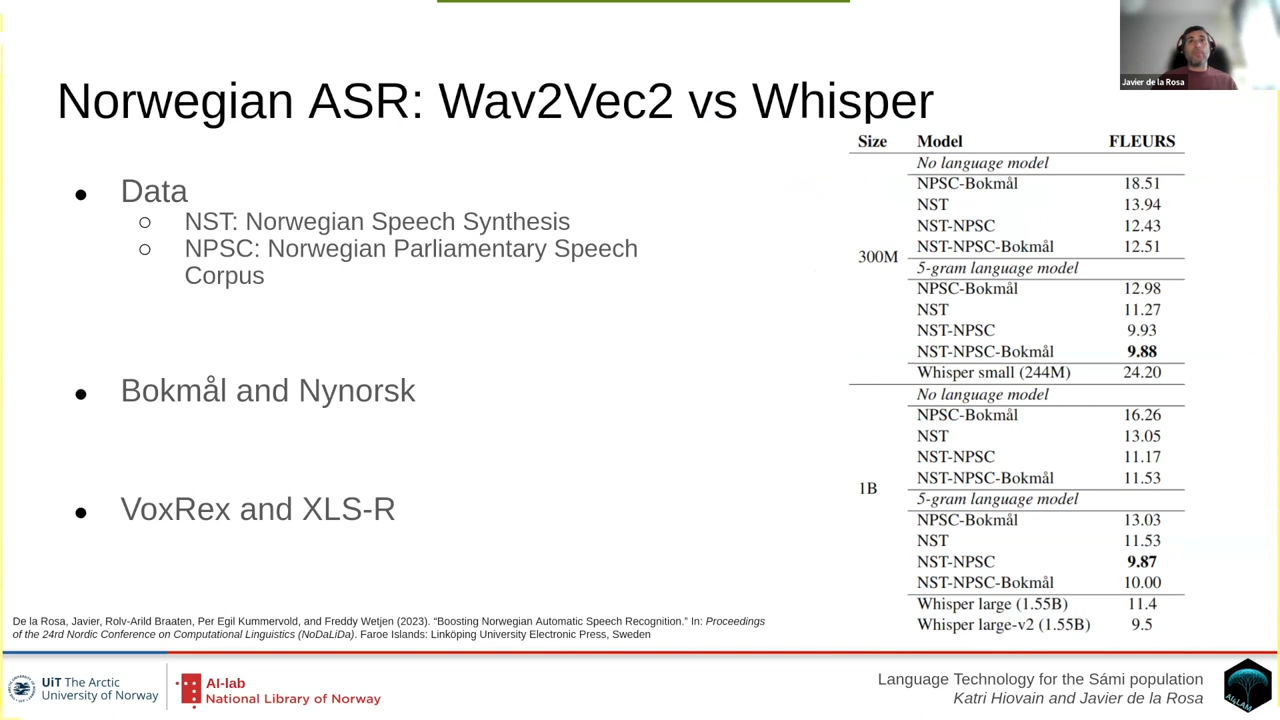 Javier de la Rosa
Norwegian ASR: Wav2Vec2 vs Whisper
● Data
○ NST: Norwegian Speech Synthesis
○ NPSC: Norwegian Parliamentary Speech
Corpus
● Bokmål and Nynorsk
● VoxRex and XLS-R
Size Model FLEURS
No language model
NPSC-Bokmål 18.51
NST 13.94
NST-NPSC 12.43
NST-NPSC-Bokmål 12.51
300M
5-gram language model
NPSC-Bokmål 12.98
NST 11.27
NST-NPSC 9.93
NST-NPSC-Bokmål 9.88
Whisper small (244M) 24.20
No language model
NPSC-Bokmål 16.26
NST 13.05
NST-NPSC 11.17
NST-NPSC-Bokmål 11.53
1B
5-gram language model
NPSC-Bokmål 13.03
NST 11.53
NST-NPSC 9.87
NST-NPSC-Bokmål 10.00
Whisper large (1.55B) 11.4
Whisper large-v2 (1.55B) 9.5
De la Rosa, Javier, Rolv-Arild Braaten, Per Egil Kummervold, and Freddy Wetjen (2023). “Boosting Norwegian Automatic Speech Recognition.” In: Proceedings
of the 24rd Nordic Conference on Computational Linguistics (NoDaLiDa). Faroe Islands: Linköping University Electronic Press, Sweden
UiT The Arctic
University of Norway
AI-lab
National Library of Norway
Language Technology for the Sámi population
Katri Hiovain and Javier de la Rosa
AI4LAM